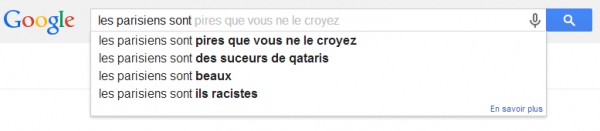 Google les parisiens sont pires que vous ne le croyez
les parisiens sont pires que vous ne le croyez
les parisiens sont des suceurs de qataris
les parisiens sont beaux
les parisiens sont ils racistes
En savoir plus